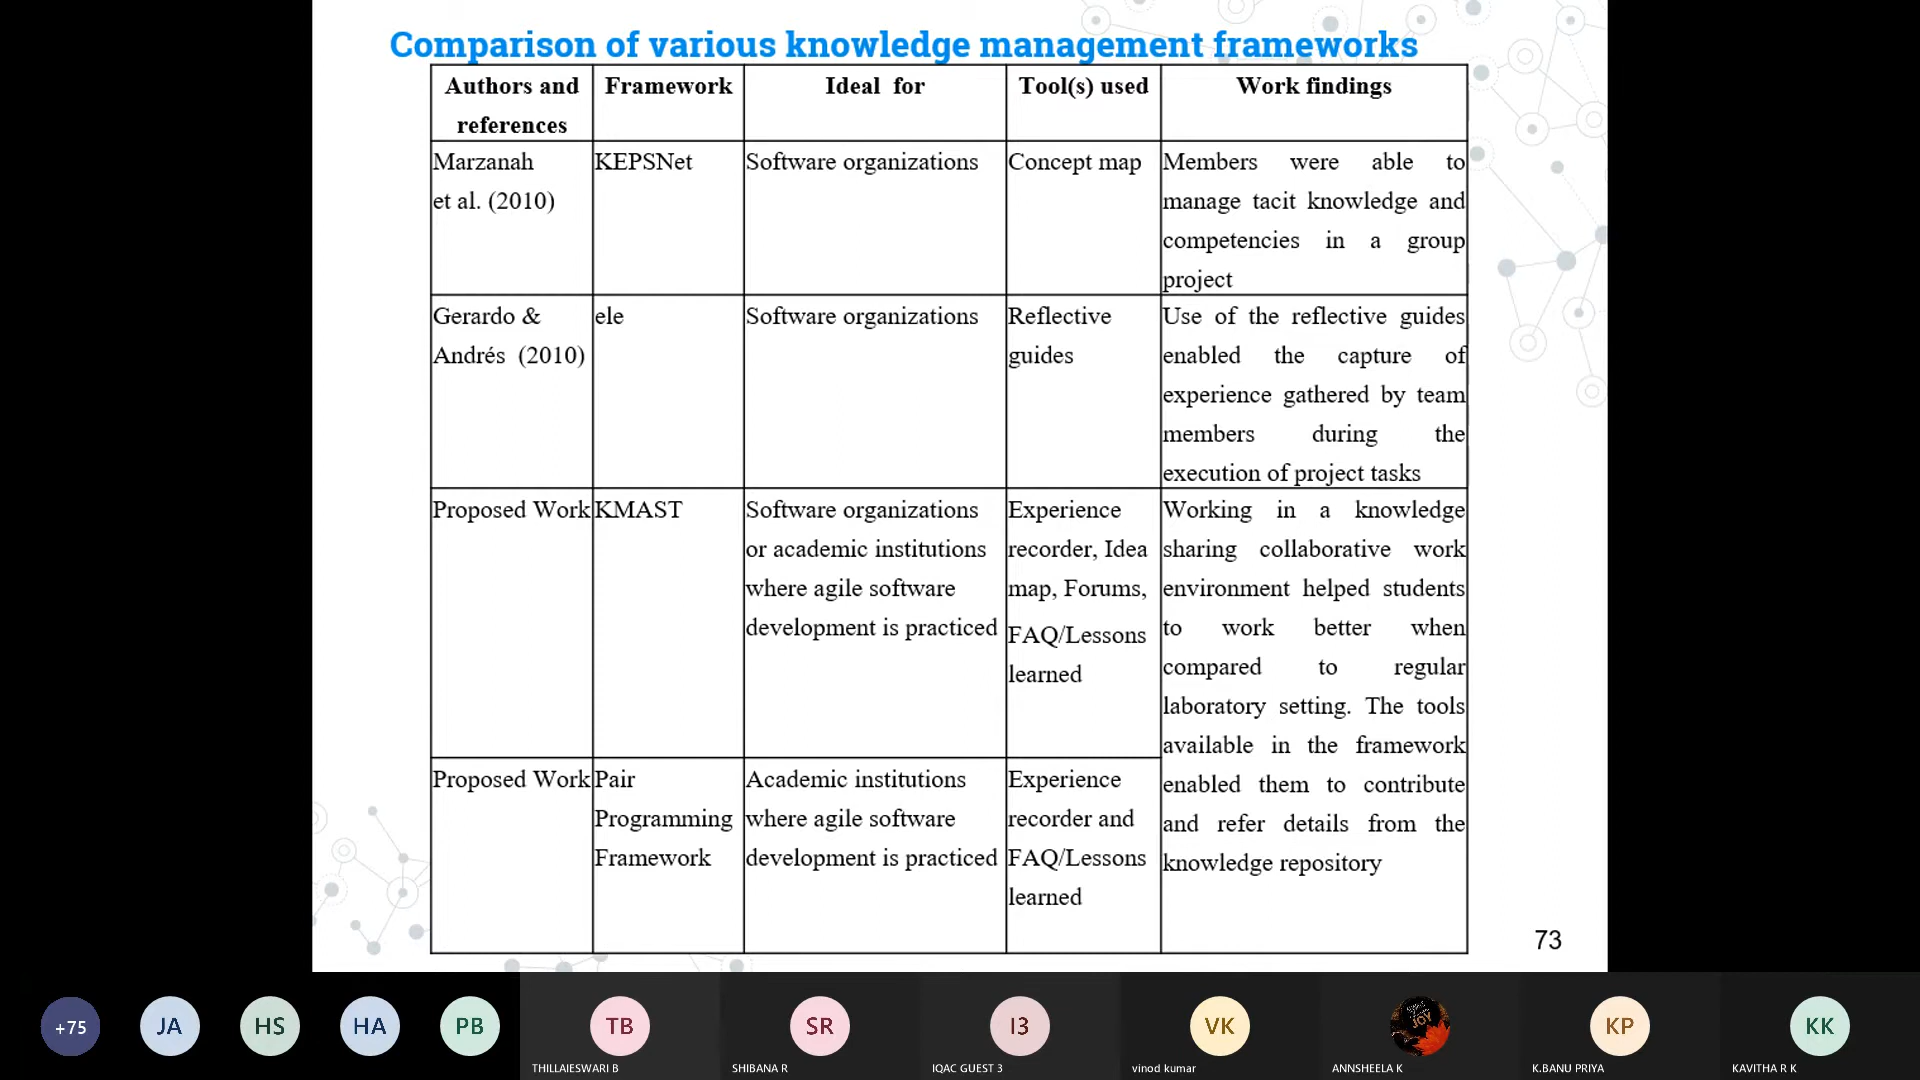 Comparison of various knowledge management frameworks
Authors and
references
Framework
Ideal for
Tool(s) used
Work findings
Marzanah
et al. (2010)
KEPSNet
Software organizations
Concept map
Members were able to
manage tacit knowledge and
competencies in a group
project
Gerardo &
Andrés (2010)
ele
Software organizations
Reflective
guides
Use of the reflective guides
enabled the capture of
experience gathered by team
members during the
execution of project tasks
Proposed Work
KMAST
Software organizations
or academic institutions
where agile software
development is practiced
Experience
recorder, Idea
map, Forums,
FAQ/Lessons
learned
Working in a knowledge
sharing collaborative work
environment helped students
to work better when
compared to regular
laboratory setting. The tools
available in the framework
enabled them to contribute
and refer details from the
knowledge repository
Proposed Work
Pair
Programming
Framework
Academic institutions
where agile software
development is practiced
Experience
recorder and
FAQ/Lessons
learned
73
+75
JA
HS
HA
PB
TB
THILLAIESWARI B
SR
SHIBANA R
I3
IQAC GUEST 3
VK
vinod kumar
JOY
ANNSHEELA K
KP
K.BANU PRIYA
KK
KAVITHA R K